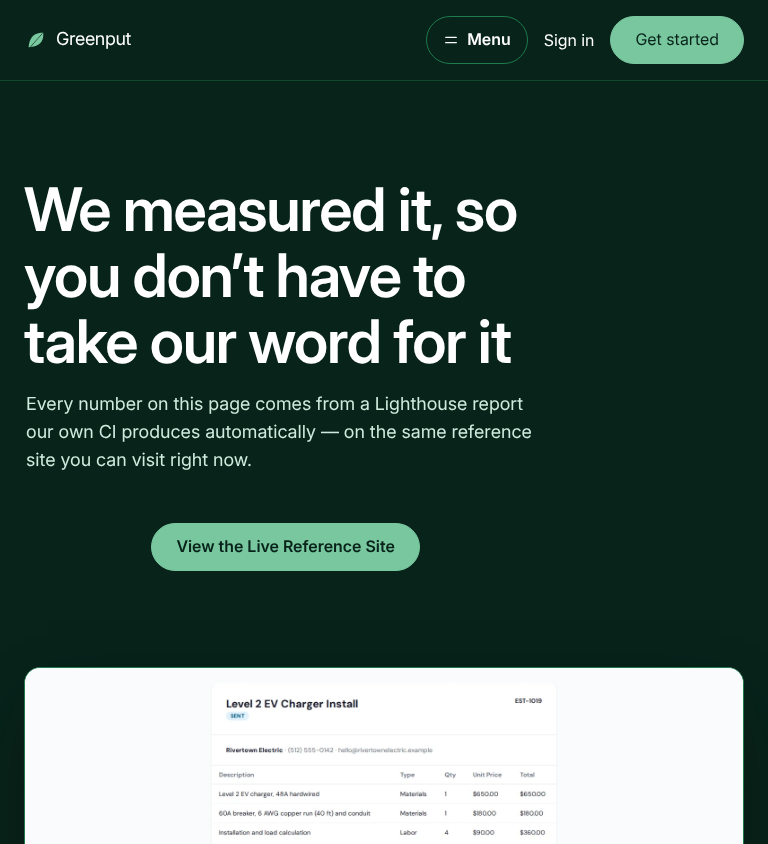 Greenput
Menu
Sign in
Get started
We measured it, so
you don’t have to
take our word for it
Every number on this page comes from a Lighthouse report
our own CI produces automatically — on the same reference
site you can visit right now.
View the Live Reference Site
Level 2 EV Charger Install
EST-1019
SENT
Rivertown Electric · (512) 555-0142 · hello@rivertownelectric.example
Description Type Qty Unit Price Total
Level 2 EV charger, 48A hardwired Materials 1 $650.00 $650.00
60A breaker, 6 AWG copper run (40 ft) and conduit Materials 1 $180.00 $180.00
Installation and load calculation Labor 4 $90.00 $360.00